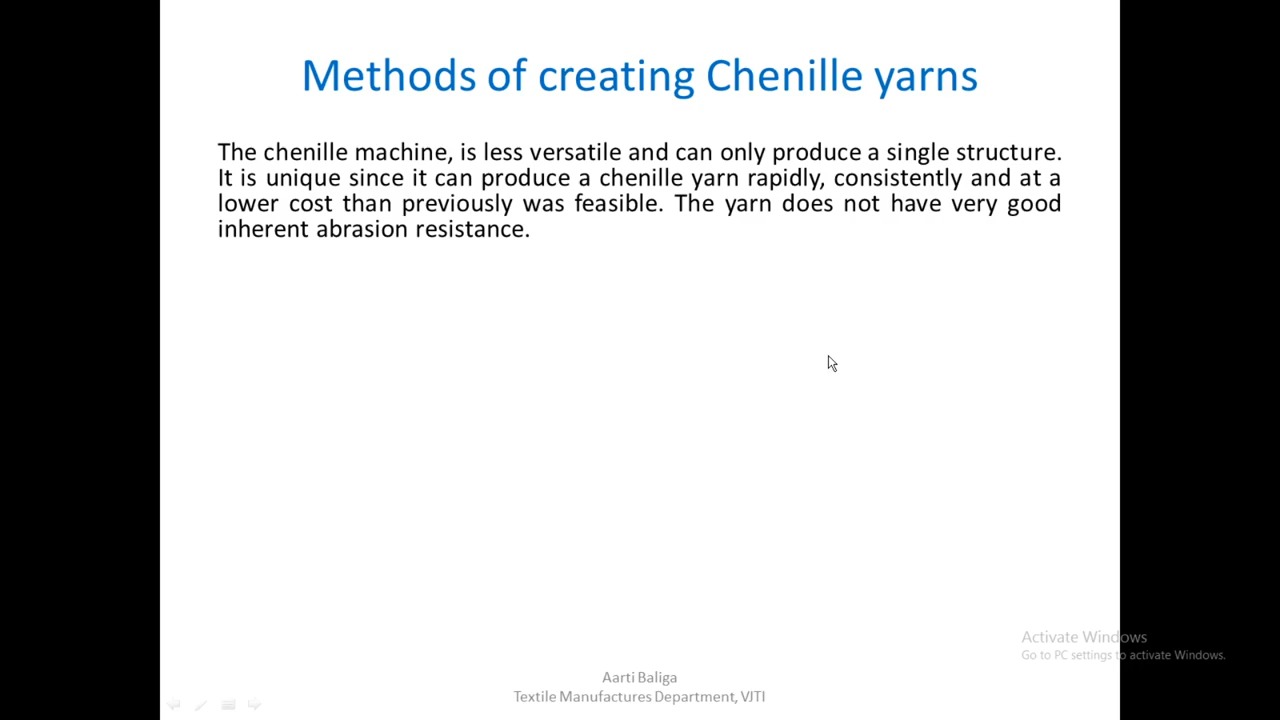 Methods of creating Chenille yarns
The chenille machine, is less versatile and can only produce a single structure.
It is unique since it can produce a chenille yarn rapidly, consistently and at a
lower cost than previously was feasible. The yarn does not have very good
inherent abrasion resistance.
Activate Windows
Go to PC settings to activate Windows.
Aarti Baliga
Textile Manufactures Department, VJTI